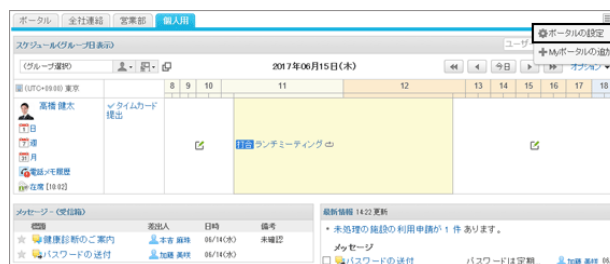 ポータル 全社連絡 営業部 個人用
ポータルの設定
Myポータルの追加
スケジュール(グループ日表示)
ユーザー
(グループ選択)
2017年06月15日(木)
今日
オプション
(UTC+09:00) 東京
8 9 10 11 12 13 14 15 16 17 18
高橋 健太
タイムカード提出
日
週
月
電話メモ履歴
在席 [10:02]
打合 ランチミーティング
メッセージ - (受信箱)
標題 差出人 日時 備考
健康診断のご案内 本吉 麻殊 06/14(水) 未確認
パスワードの送付 加藤 美咲 06/14(水)
最新情報 14:22 更新
・未処理の施設の利用申請が 1 件 あります。
メッセージ
パスワードの送付 パスワードは定期.. 加藤 美咲 06